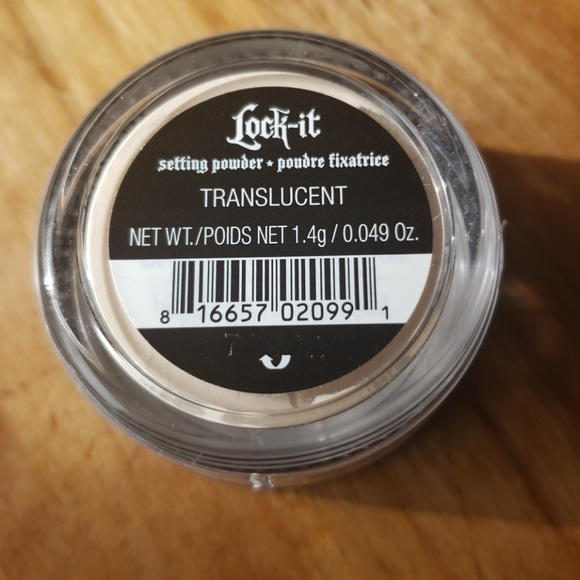 Lock-it
setting powder ★ poudre fixatrice
TRANSLUCENT
NET WT./POIDS NET 1.4g / 0.049 Oz.
8 16657 02099 1